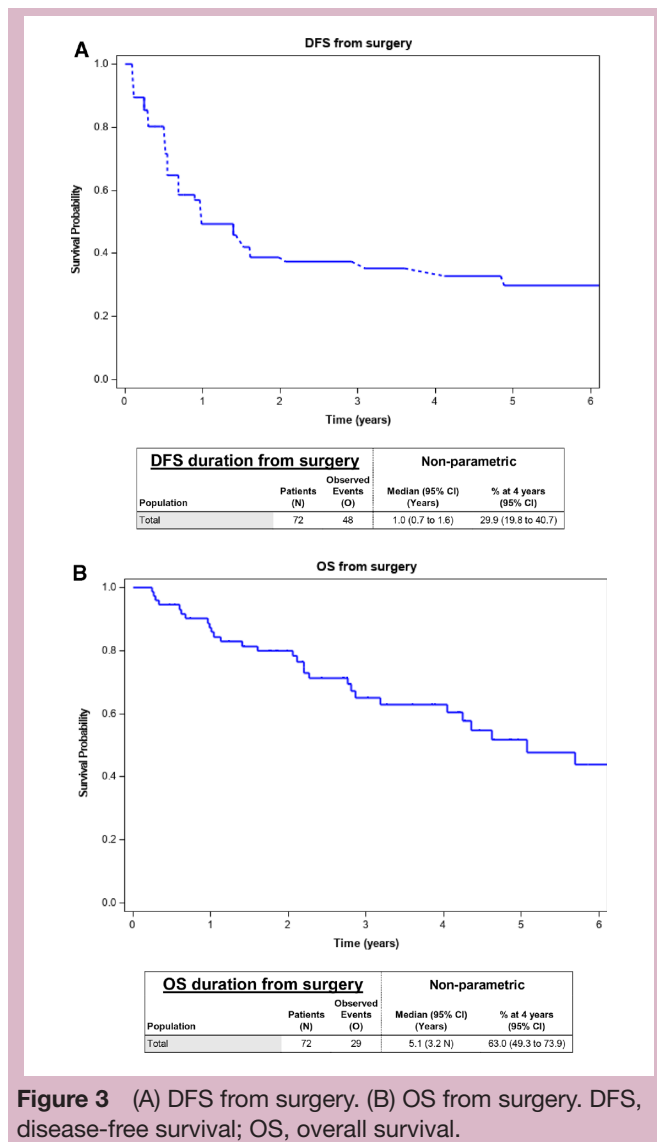 A
DFS from surgery
Survival Probability
1.0
0.8
0.6
0.4
0.2
0.0
0 1 2 3 4 5 6
Time (years)
DFS duration from surgery Non-parametric
Population Patients (N) Observed Events (O) Median (95% CI) (Years) % at 4 years (95% CI)
Total 72 48 1.0 (0.7 to 1.6) 29.9 (19.8 to 40.7)
B
OS from surgery
Survival Probability
1.0
0.8
0.6
0.4
0.2
0.0
0 1 2 3 4 5 6
Time (years)
OS duration from surgery Non-parametric
Population Patients (N) Observed Events (O) Median (95% CI) (Years) % at 4 years (95% CI)
Total 72 29 5.1 (3.2 N) 63.0 (49.3 to 73.9)
Figure 3 (A) DFS from surgery. (B) OS from surgery. DFS,
disease-free survival; OS, overall survival.